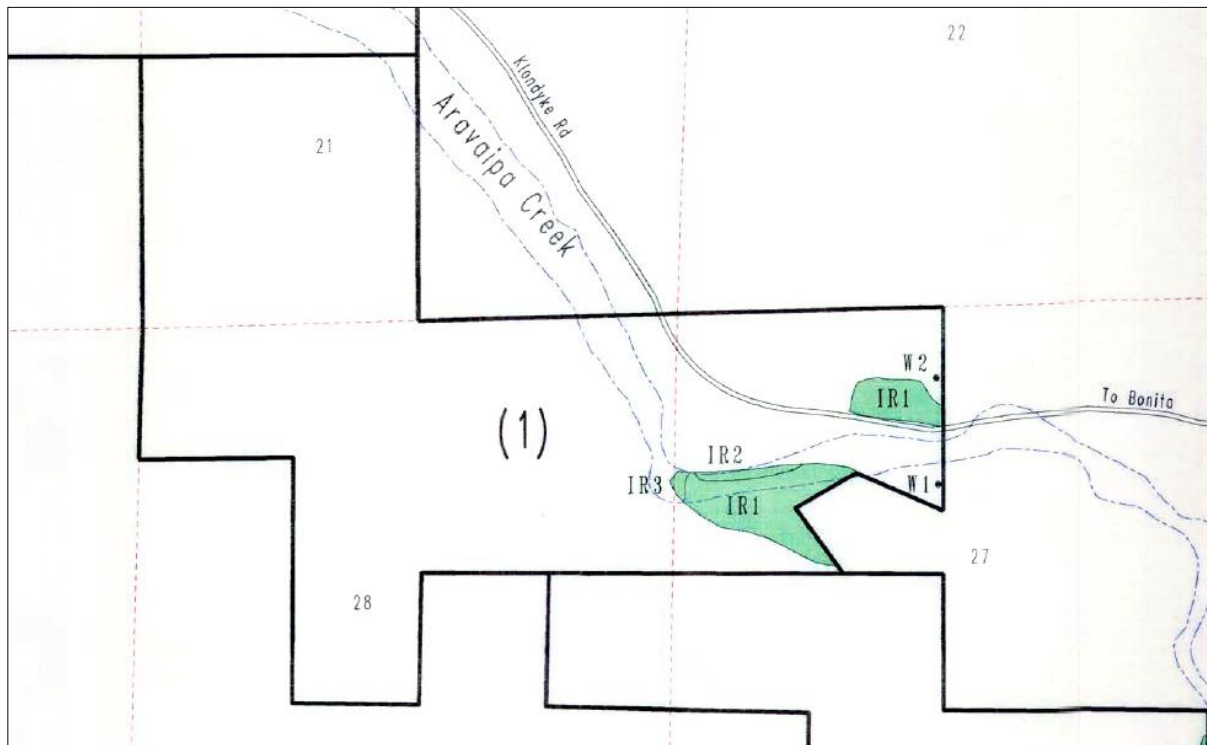 22
Klondyke Rd
21
Aravaipa Creek
W2
IR1
To Bonita
(1)
IR2
IR3
W1
IR1
27
28